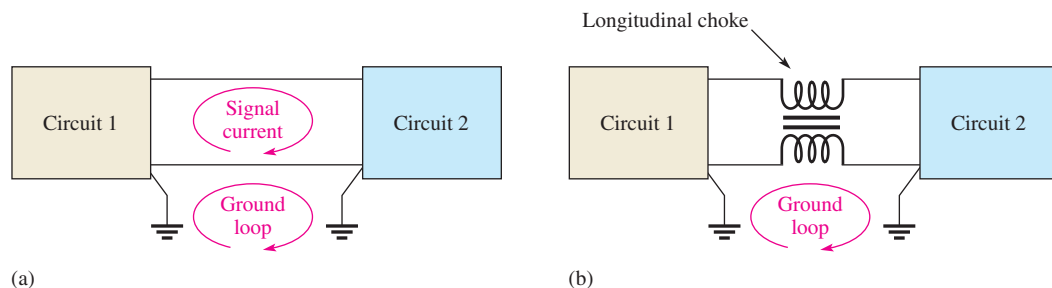 Longitudinal choke
Circuit 1
Signal
current
Circuit 2
Ground
loop
(a)
Circuit 1
Circuit 2
Ground
loop
(b)